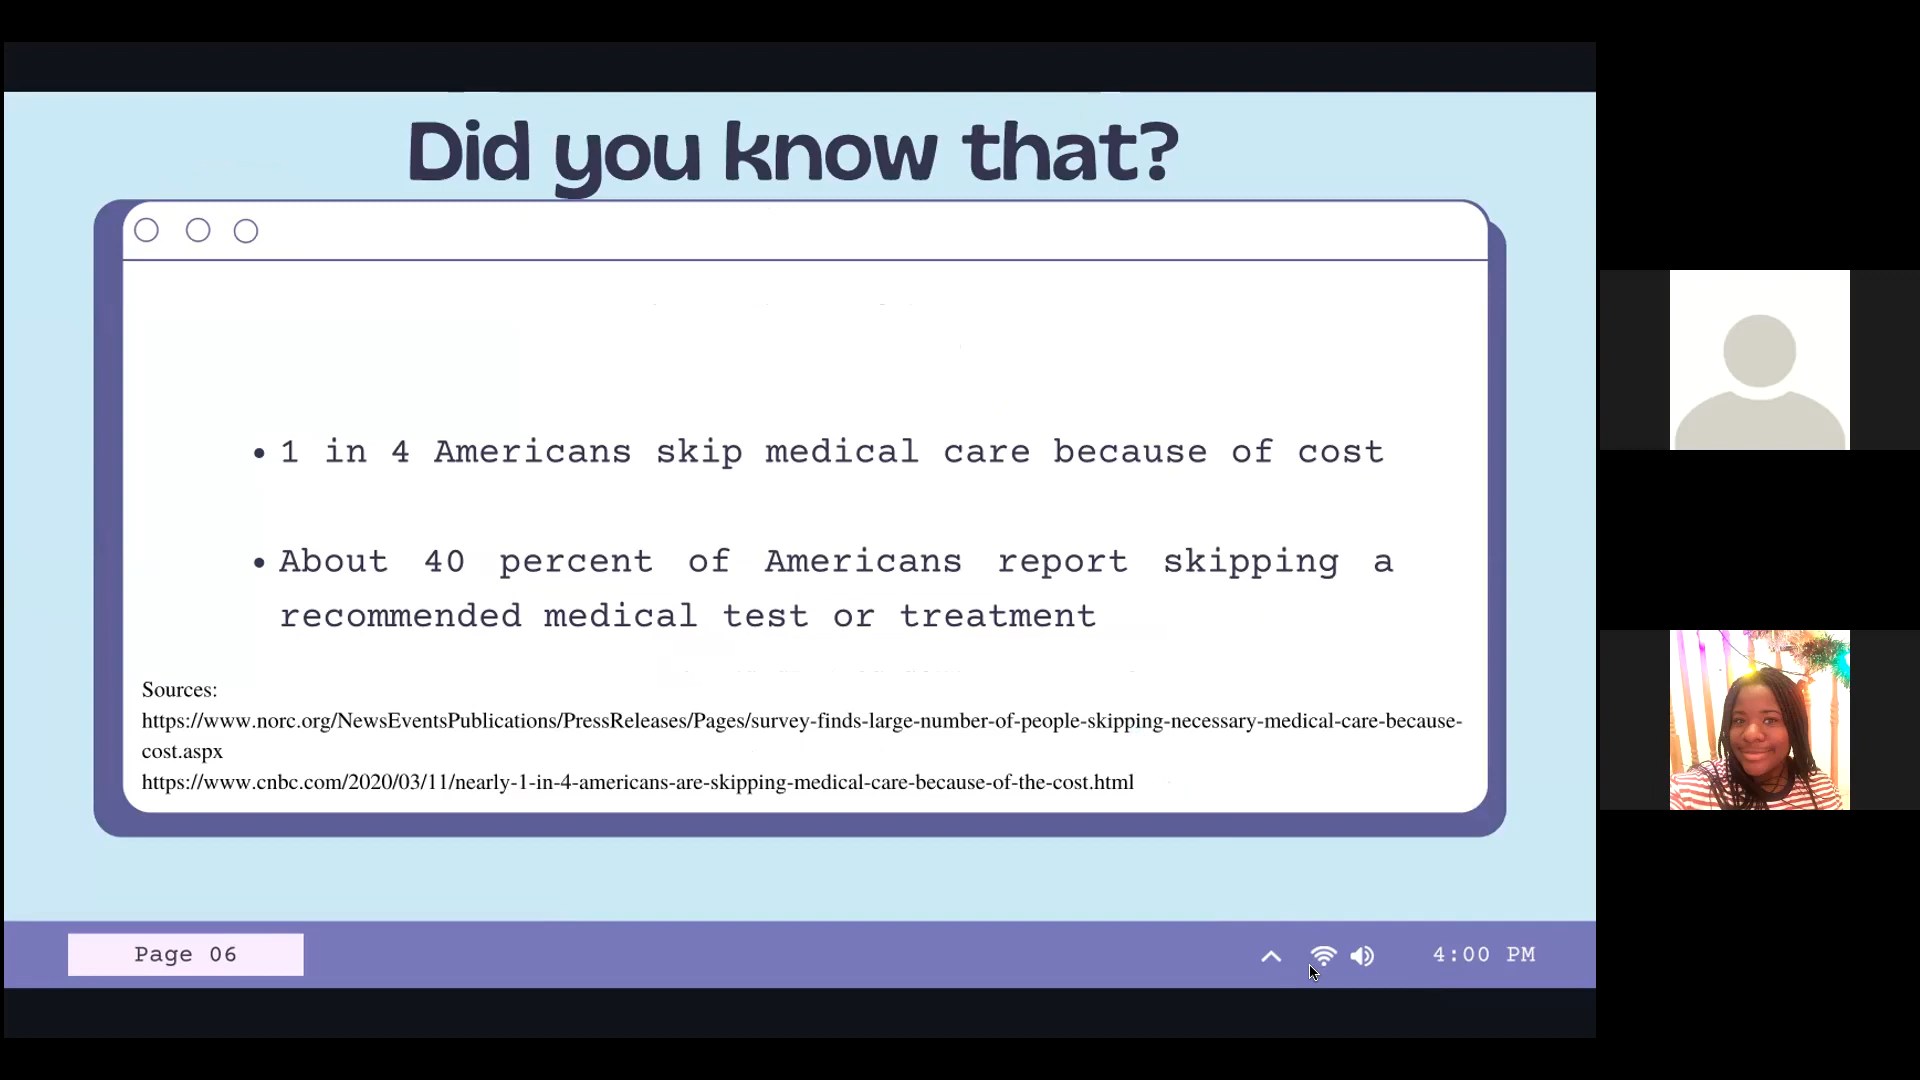 Did you know that?
• 1 in 4 Americans skip medical care because of cost
• About 40 percent of Americans report skipping a
recommended medical test or treatment
Sources:
https://www.norc.org/NewsEventsPublications/PressReleases/Pages/survey-finds-large-number-of-people-skipping-necessary-medical-care-because-
cost.aspx
https://www.cnbc.com/2020/03/11/nearly-1-in-4-americans-are-skipping-medical-care-because-of-the-cost.html
Page 06
4:00 PM